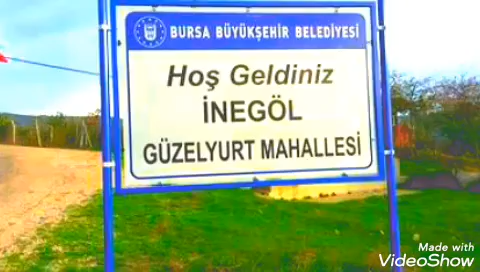 BURSA BÜYÜKŞEHİR BELEDİYESİ
Hoş Geldiniz
İNEGÖL
GÜZELYURT MAHALLESİ
Made with
VideoShow